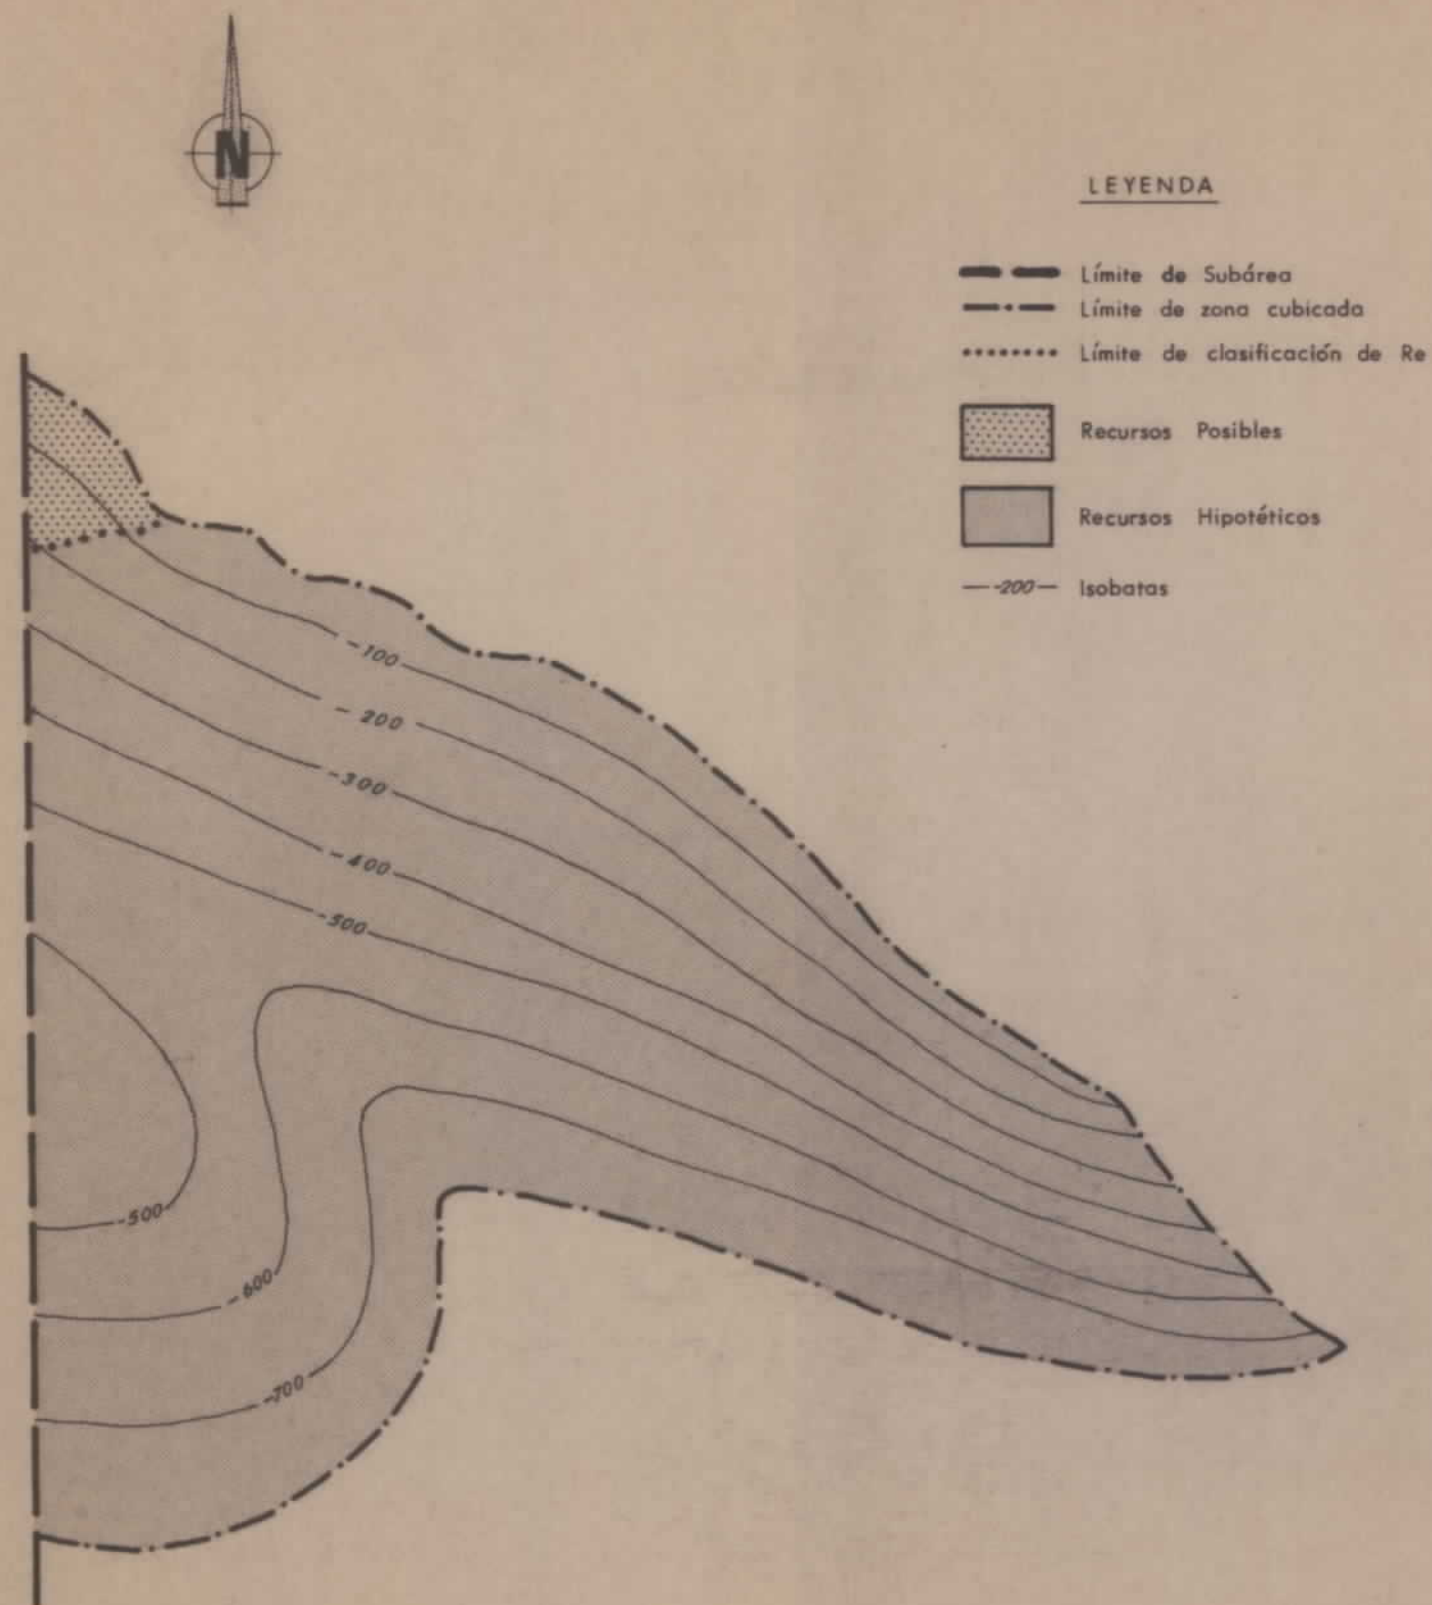 N
LEYENDA
Límite de Subárea
Límite de zona cubicada
Límite de clasificación de Re
Recursos Posibles
Recursos Hipotéticos
-200
Isobatas
-100
-200
-300
-400
-500
-500
-600
-700